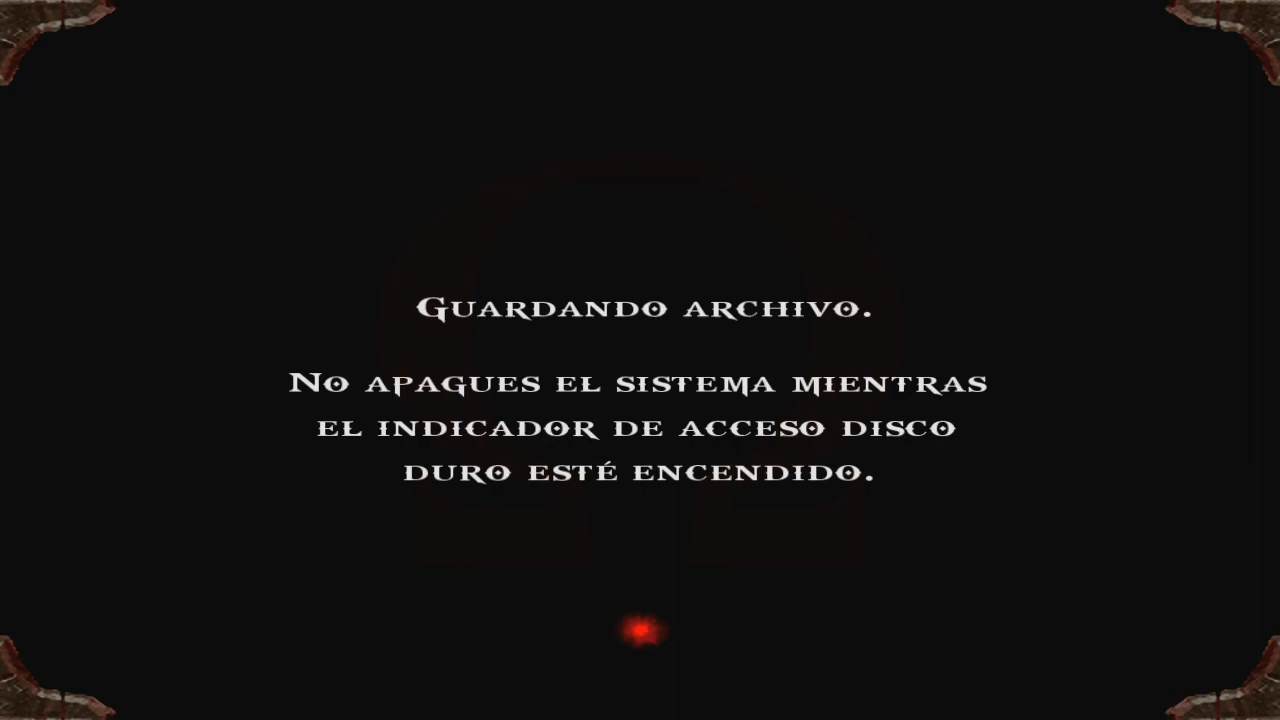 Guardando archivo.
No apagues el sistema mientras
el indicador de acceso disco
duro esté encendido.